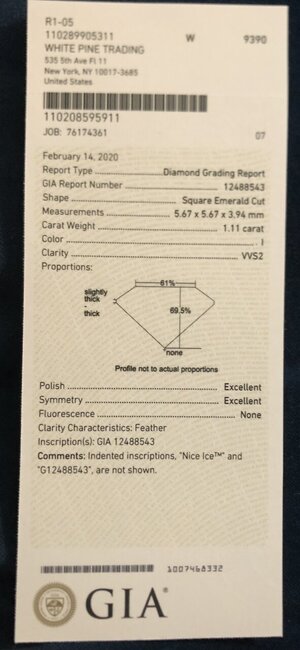 R1-05
110289905311 W 9390
WHITE PINE TRADING
535 5th Ave Fl 11
New York, NY 10017-3685
United States
110208595911
JOB: 76174361 07
February 14, 2020
Report Type ........ Diamond Grading Report
GIA Report Number ........ 12488543
Shape ........ Square Emerald Cut
Measurements ........ 5.67 x 5.67 x 3.94 mm
Carat Weight ........ 1.11 carat
Color ........ I
Clarity ........ VVS2
Proportions:
61%
slightly
thick
-
thick
69.5%
none
Profile not to actual proportions
Polish ........ Excellent
Symmetry ........ Excellent
Fluorescence ........ None
Clarity Characteristics: Feather
Inscription(s): GIA 12488543
Comments: Indented inscriptions, "Nice Ice™" and
"G12488543", are not shown.
1007468332
GIA®